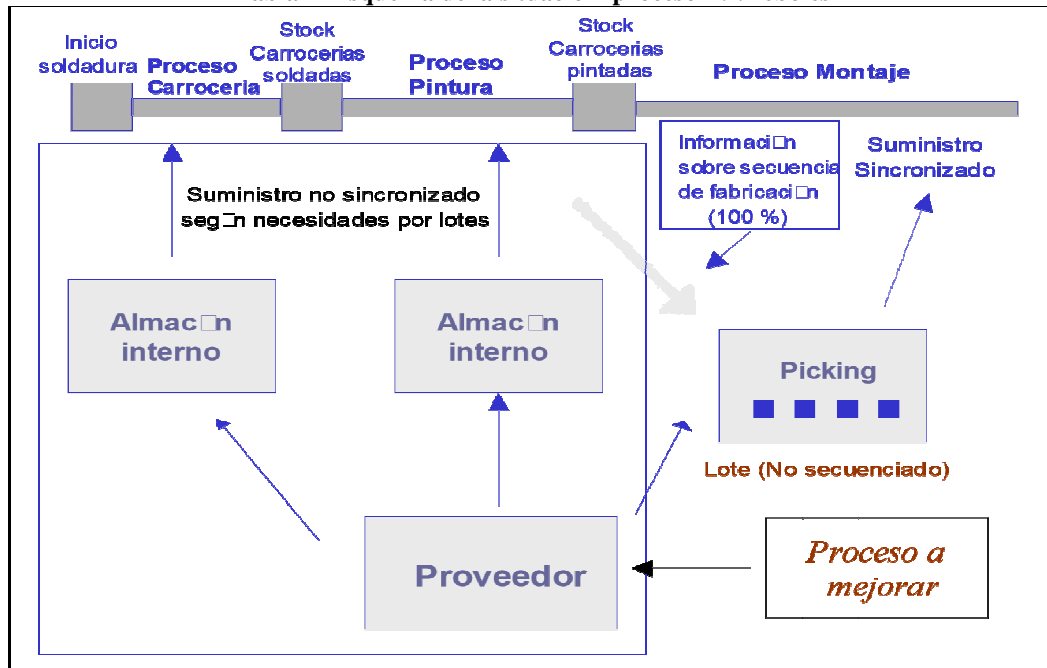 Inicio
soldadura
Proceso
Carroceria
Stock
Carrocerias
soldadas
Proceso
Pintura
Stock
Carrocerias
pintadas
Proceso Montaje
Informaci□n
sobre secuencia
de fabricaci□n
(100 %)
Suministro
Sincronizado
Suministro no sincronizado
seg□n necesidades por lotes
Almac□n
interno
Almac□n
interno
Picking
Lote (No secuenciado)
Proveedor
Proceso a
mejorar